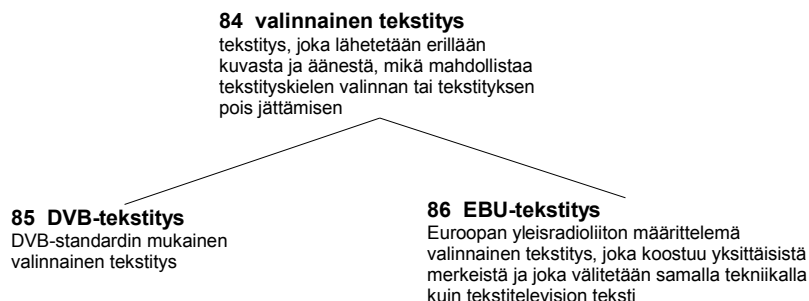 84 valinnainen tekstitys
tekstitys, joka lähetetään erillään
kuvasta ja äänestä, mikä mahdollistaa
tekstityskielen valinnan tai tekstityksen
pois jättämisen
85 DVB-tekstitys
DVB-standardin mukainen
valinnainen tekstitys
86 EBU-tekstitys
Euroopan yleisradioliiton määrittelemä
valinnainen tekstitys, joka koostuu yksittäisistä
merkeistä ja joka välitetään samalla tekniikalla
kuin tekstitelevision teksti